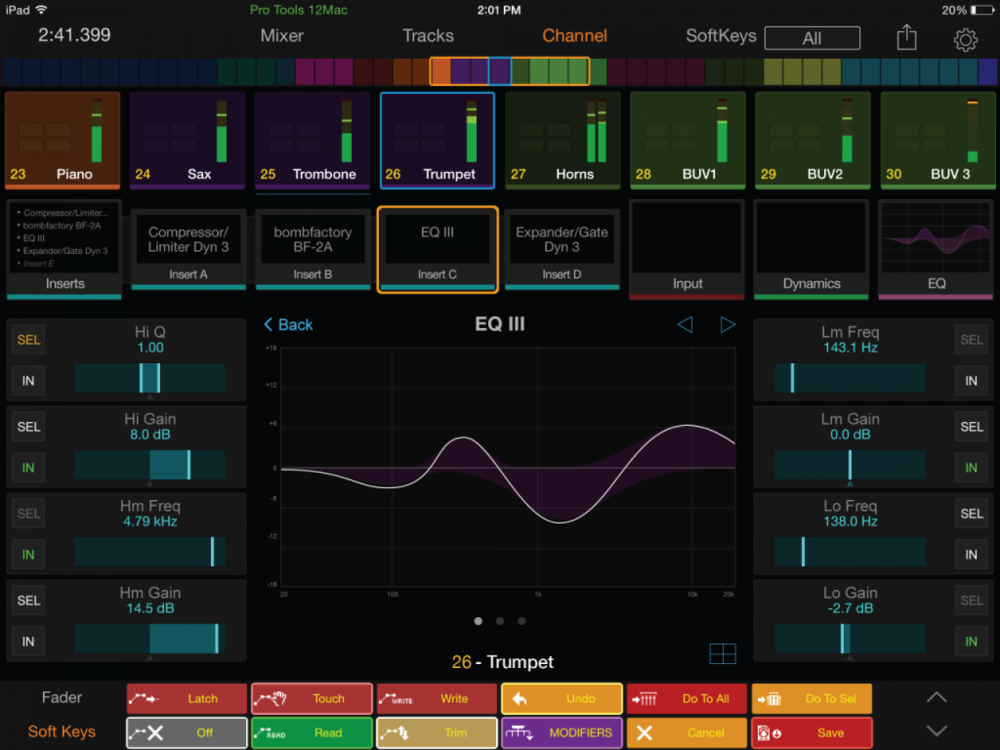 iPad
Pro Tools 12Mac
2:01 PM
20%
2:41.399
Mixer
Tracks
Channel
SoftKeys
All
23 Piano
24 Sax
25 Trombone
26 Trumpet
27 Horns
28 BUV1
29 BUV2
30 BUV 3
• Compressor/Limiter...
• bombfactory BF-2A
• EQ III
• Expander/Gate Dyn 3
• Insert E
Inserts
Compressor/
Limiter Dyn 3
Insert A
bombfactory
BF-2A
Insert B
EQ III
Insert C
Expander/Gate
Dyn 3
Insert D
Input
Dynamics
EQ
SEL
Hi Q
1.00
IN
SEL
Hi Gain
8.0 dB
IN
SEL
Hm Freq
4.79 kHz
IN
SEL
Hm Gain
14.5 dB
IN
Back
EQ III
+18
+12
+6
0
-6
-12
-18
20
100
1k
10k
20k
26 - Trumpet
Lm Freq
143.1 Hz
SEL
IN
Lm Gain
0.0 dB
SEL
IN
Lo Freq
138.0 Hz
SEL
IN
Lo Gain
-2.7 dB
SEL
IN
Fader
Latch
Touch
WRITE
Write
Undo
Do To All
Do To Sel
Soft Keys
Off
READ
Read
Trim
MODIFIERS
Cancel
Save